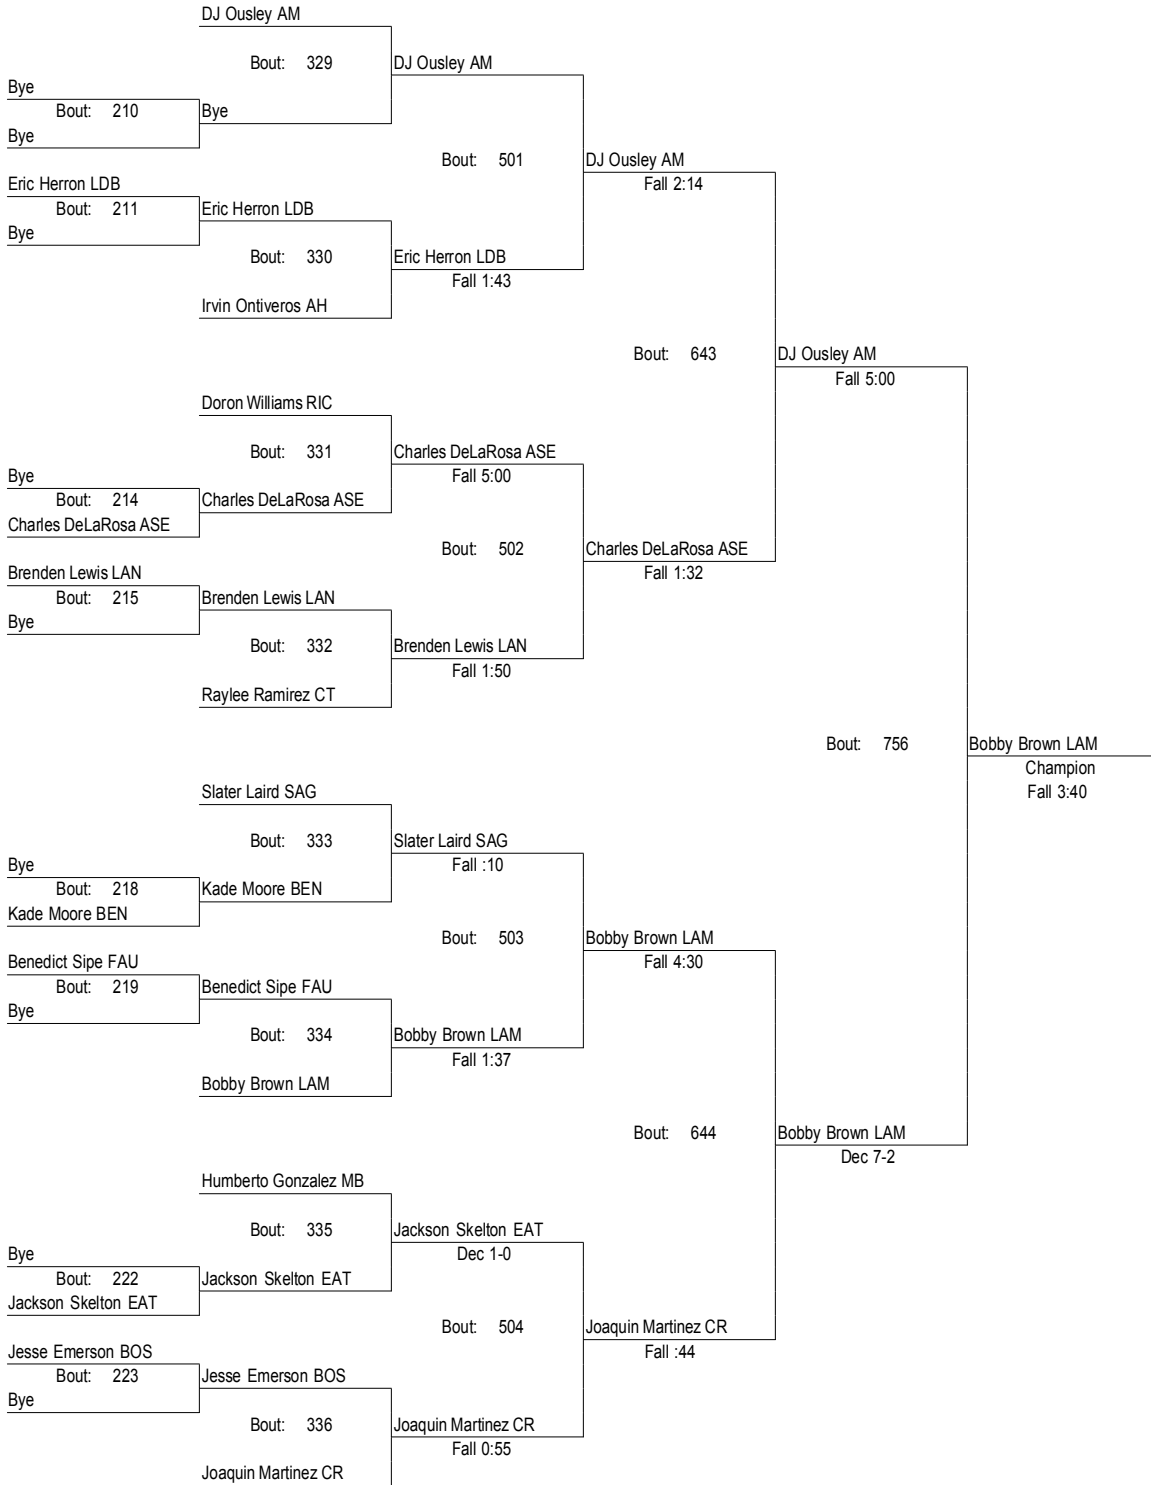 DJ Ousley AM
Bout: 329
DJ Ousley AM
Bye
Bout: 210
Bye
Bye
Bout: 501
DJ Ousley AM
Fall 2:14
Eric Herron LDB
Bout: 211
Eric Herron LDB
Bye
Bout: 330
Eric Herron LDB
Fall 1:43
Irvin Ontiveros AH
Bout: 643
DJ Ousley AM
Fall 5:00
Doron Williams RIC
Bout: 331
Charles DeLaRosa ASE
Fall 5:00
Bye
Bout: 214
Charles DeLaRosa ASE
Charles DeLaRosa ASE
Bout: 502
Charles DeLaRosa ASE
Fall 1:32
Brenden Lewis LAN
Bout: 215
Brenden Lewis LAN
Bye
Bout: 332
Brenden Lewis LAN
Fall 1:50
Raylee Ramirez CT
Bout: 756
Bobby Brown LAM
Champion
Fall 3:40
Slater Laird SAG
Bout: 333
Slater Laird SAG
Fall :10
Bye
Bout: 218
Kade Moore BEN
Kade Moore BEN
Bout: 503
Bobby Brown LAM
Fall 4:30
Benedict Sipe FAU
Bout: 219
Benedict Sipe FAU
Bye
Bout: 334
Bobby Brown LAM
Fall 1:37
Bobby Brown LAM
Bout: 644
Bobby Brown LAM
Dec 7-2
Humberto Gonzalez MB
Bout: 335
Jackson Skelton EAT
Dec 1-0
Bye
Bout: 222
Jackson Skelton EAT
Jackson Skelton EAT
Bout: 504
Joaquin Martinez CR
Fall :44
Jesse Emerson BOS
Bout: 223
Jesse Emerson BOS
Bye
Bout: 336
Joaquin Martinez CR
Fall 0:55
Joaquin Martinez CR